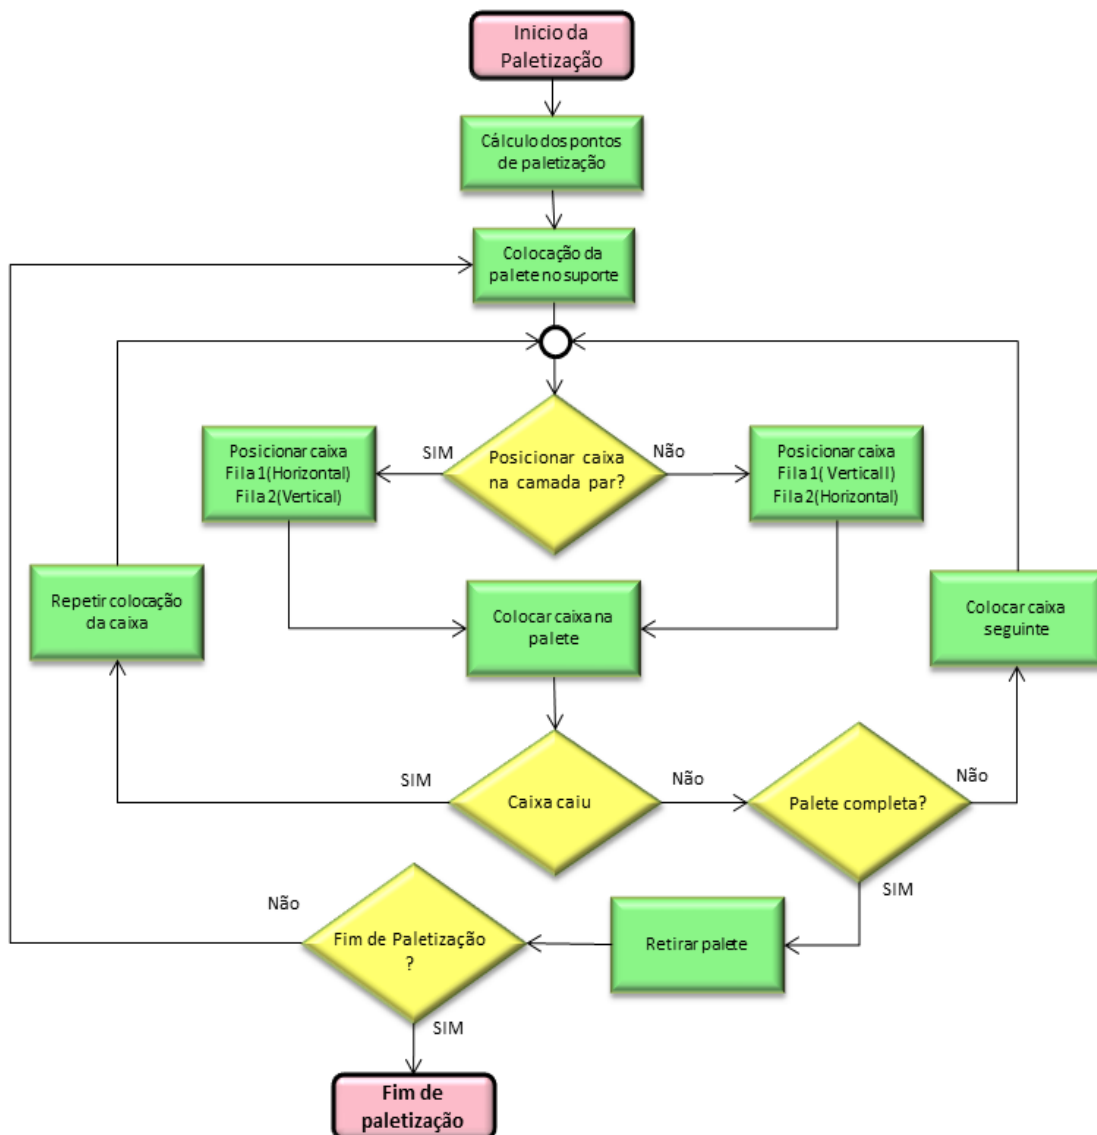 Inicio da
Paletização
Cálculo dos pontos
de paletização
Colocação da
palete no suporte
SIM
Não
Posicionar caixa
Fila 1(Horizontal)
Fila 2(Vertical)
Posicionar caixa
na camada par?
Posicionar caixa
Fila 1( Verticall)
Fila 2(Horizontal)
Repetir colocação
da caixa
Colocar caixa na
palete
Colocar caixa
seguinte
SIM
Caixa caiu
Não
Palete completa?
Não
SIM
Não
Fim de Paletização
?
Retirar palete
SIM
Fim de
paletização